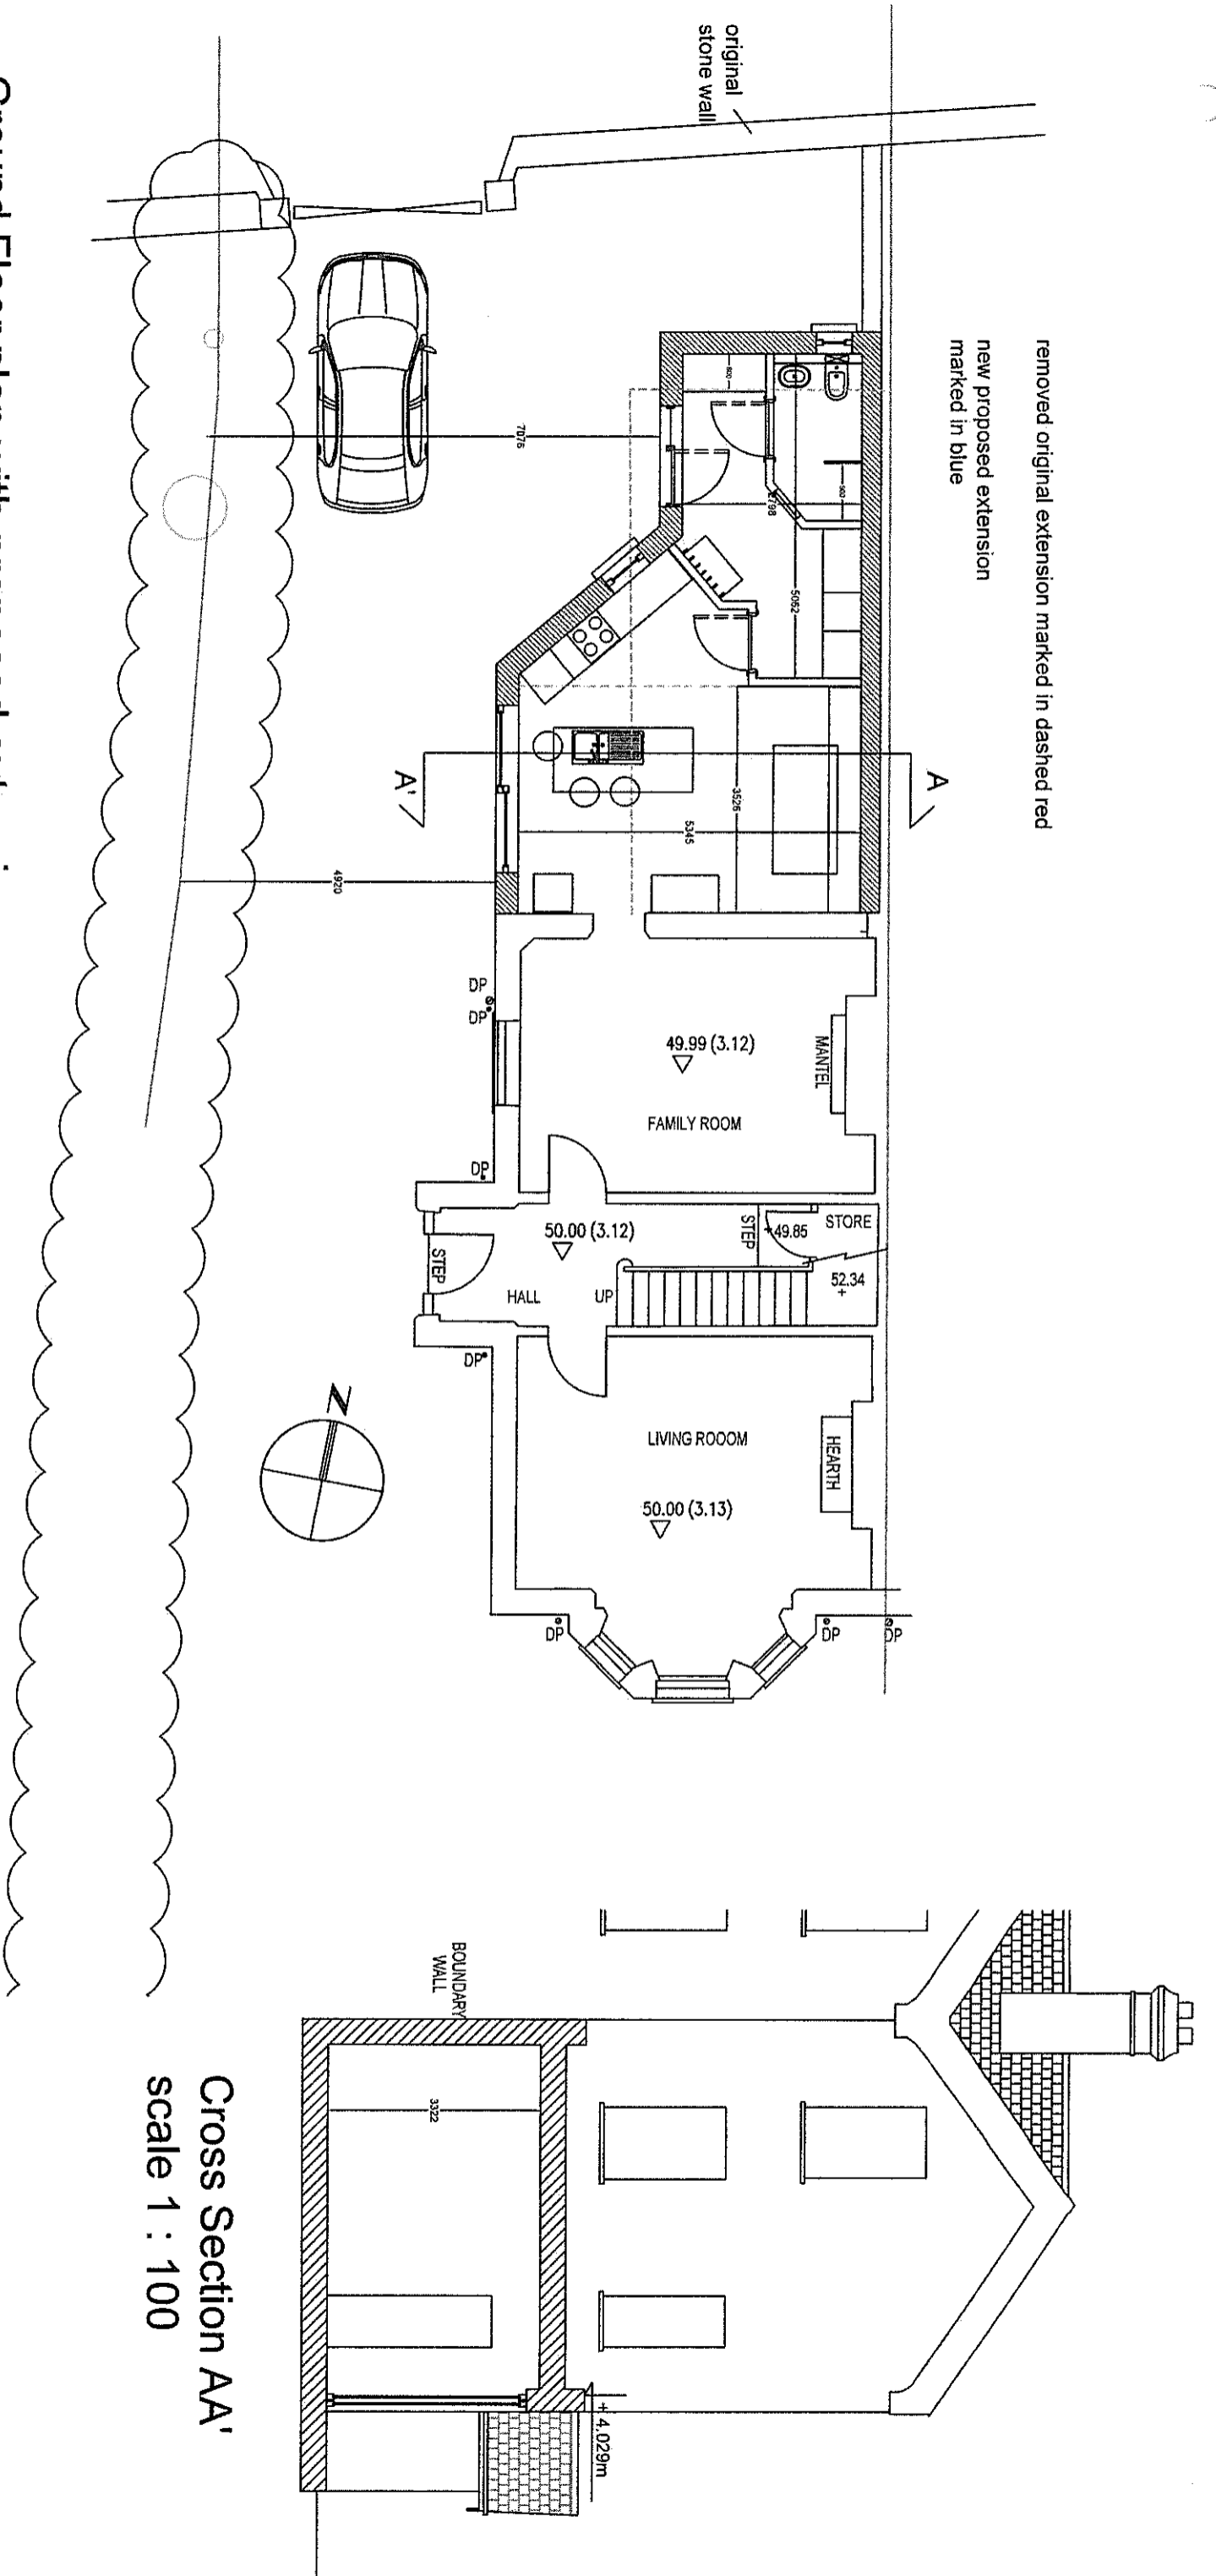 original
stone wall
removed original extension marked in dashed red
new proposed extension
marked in blue
600
900
2798
5062
7076
A
A'
3526
5345
4920
DP
DP
49.99 (3.12)
MANTEL
FAMILY ROOM
DP
50.00 (3.12)
STEP
49.85
STORE
STEP
HALL
UP
52.34
DP
N
LIVING ROOOM
HEARTH
50.00 (3.13)
DP
DP
DP
BOUNDARY
WALL
3322
+4,029m
Cross Section AA'
scale 1 : 100